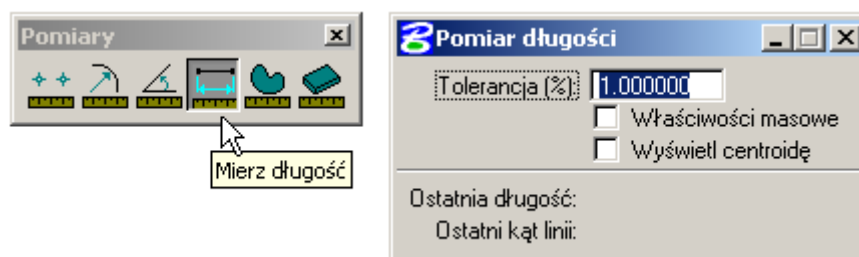 Pomiary
Mierz długość
Pomiar długości
Tolerancja (%): 1.000000
Właściwości masowe
Wyświetl centroidę
Ostatnia długość:
Ostatni kąt linii: